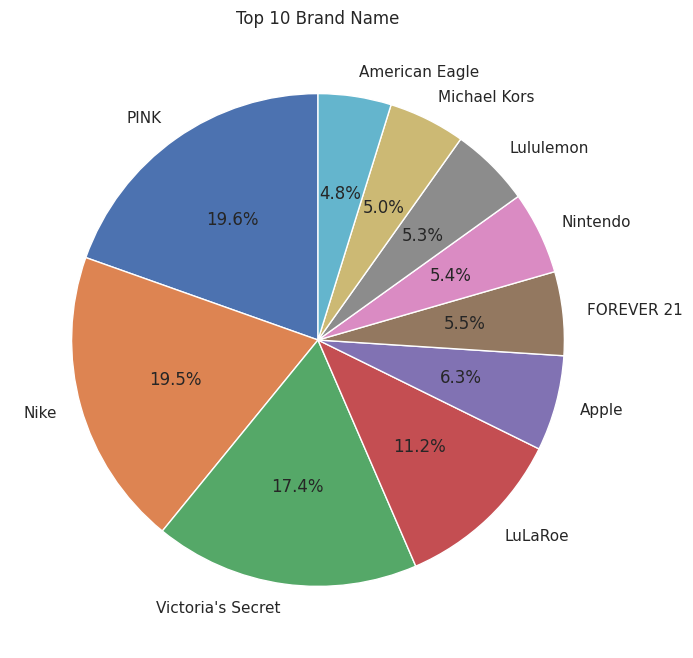 Top 10 Brand Name
American Eagle
Michael Kors
PINK
Lululemon
4.8%
5.0%
19.6%
Nintendo
5.3%
5.4%
FOREVER 21
5.5%
19.5%
6.3%
Nike
Apple
11.2%
17.4%
LuLaRoe
Victoria's Secret